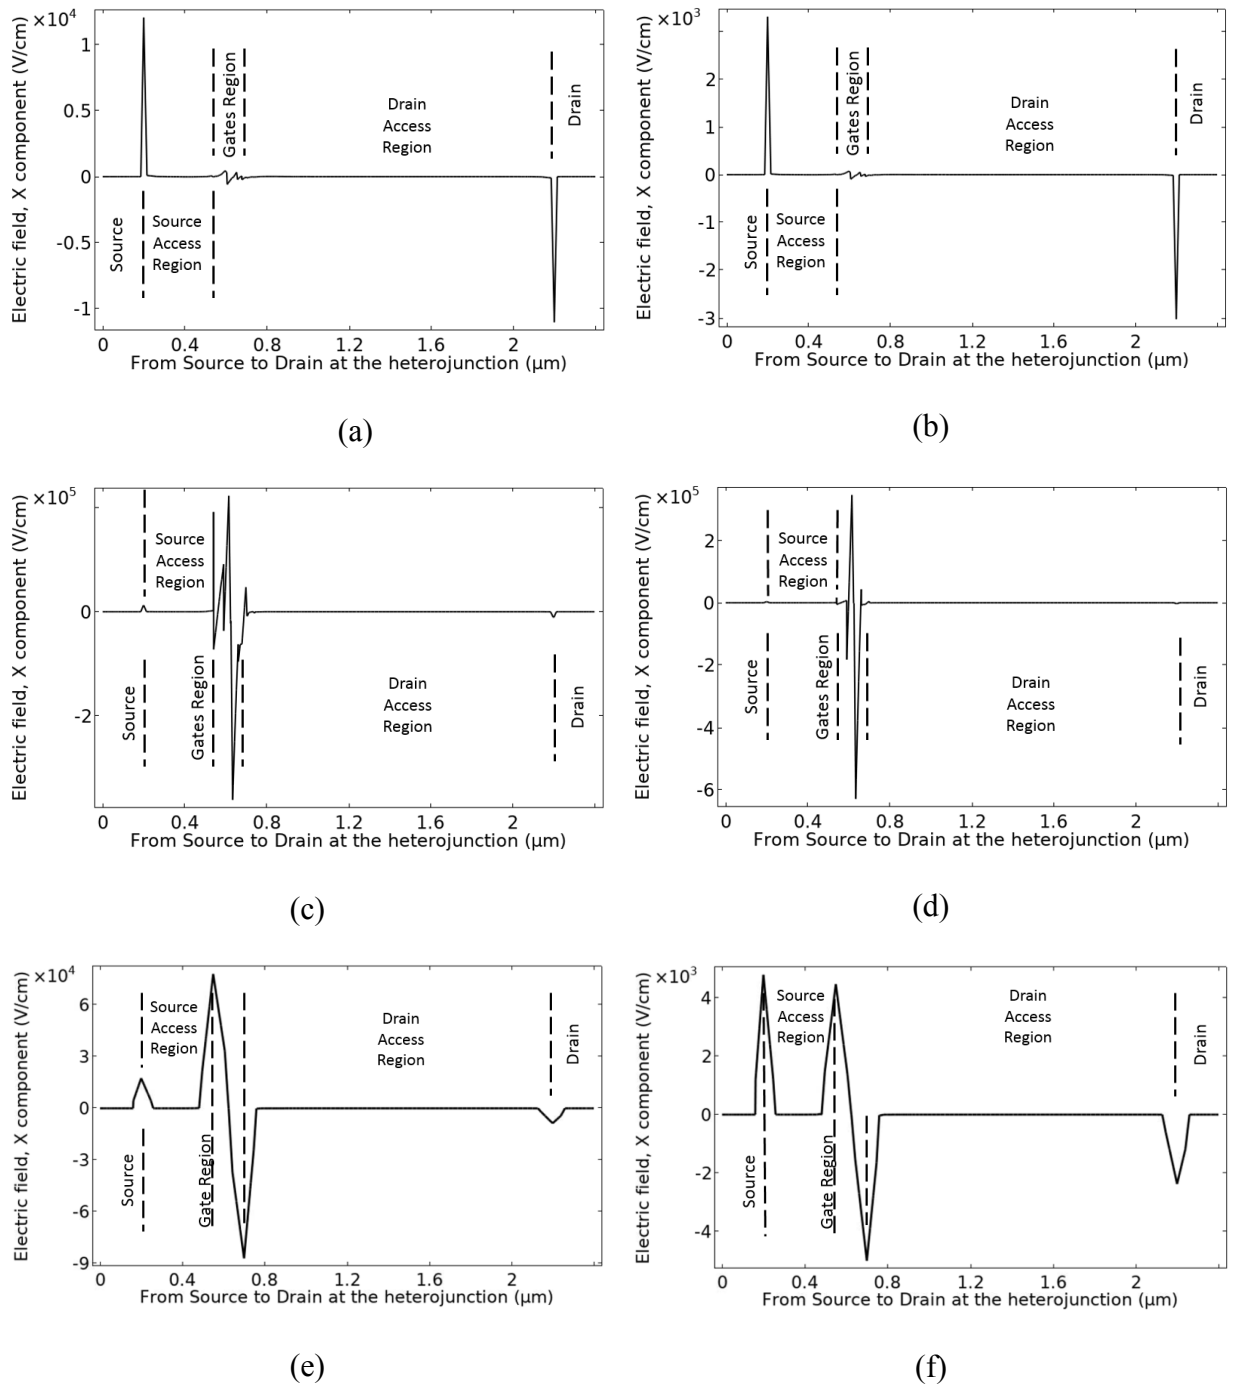 ×10⁴
Electric field, X component (V/cm)
1
0.5
0
-0.5
-1
Source
Source
Access
Region
Gates Region
Drain
Access
Region
Drain
0 0.4 0.8 1.2 1.6 2
From Source to Drain at the heterojunction (µm)
(a)
×10³
Electric field, X component (V/cm)
2
1
0
-1
-2
-3
Source
Source
Access
Region
Gates Region
Drain
Access
Region
Drain
0 0.4 0.8 1.2 1.6 2
From Source to Drain at the heterojunction (µm)
(b)
×10⁵
Electric field, X component (V/cm)
0
-2
Source
Source
Access
Region
Gates Region
Drain
Access
Region
Drain
0 0.4 0.8 1.2 1.6 2
From Source to Drain at the heterojunction (µm)
(c)
×10⁵
Electric field, X component (V/cm)
2
0
-2
-4
-6
Source
Source
Access
Region
Gates Region
Drain
Access
Region
Drain
0 0.4 0.8 1.2 1.6 2
From Source to Drain at the heterojunction (µm)
(d)
×10⁴
Electric field, X component (V/cm)
6
3
0
-3
-6
-9
Source
Source
Access
Region
Gate Region
Drain
Access
Region
Drain
0 0.4 0.8 1.2 1.6 2
From Source to Drain at the heterojunction (µm)
(e)
×10³
Electric field, X component (V/cm)
4
2
0
-2
-4
Source
Source
Access
Region
Gate Region
Drain
Access
Region
Drain
0 0.4 0.8 1.2 1.6 2
From Source to Drain at the heterojunction (µm)
(f)